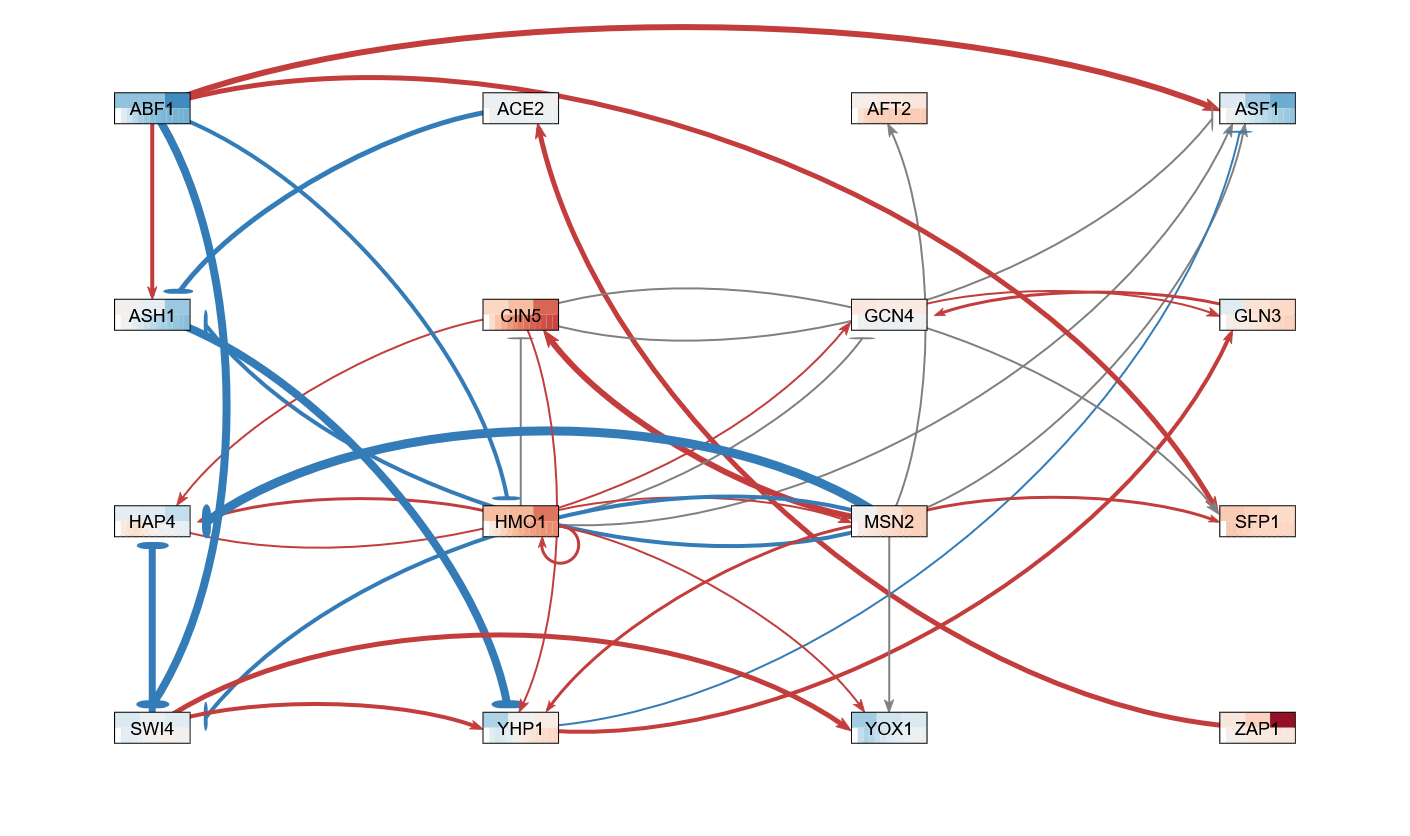 ABF1 ACE2 AFT2 ASF1
ASH1 CIN5 GCN4 GLN3
HAP4 HMO1 MSN2 SFP1
SWI4 YHP1 YOX1 ZAP1